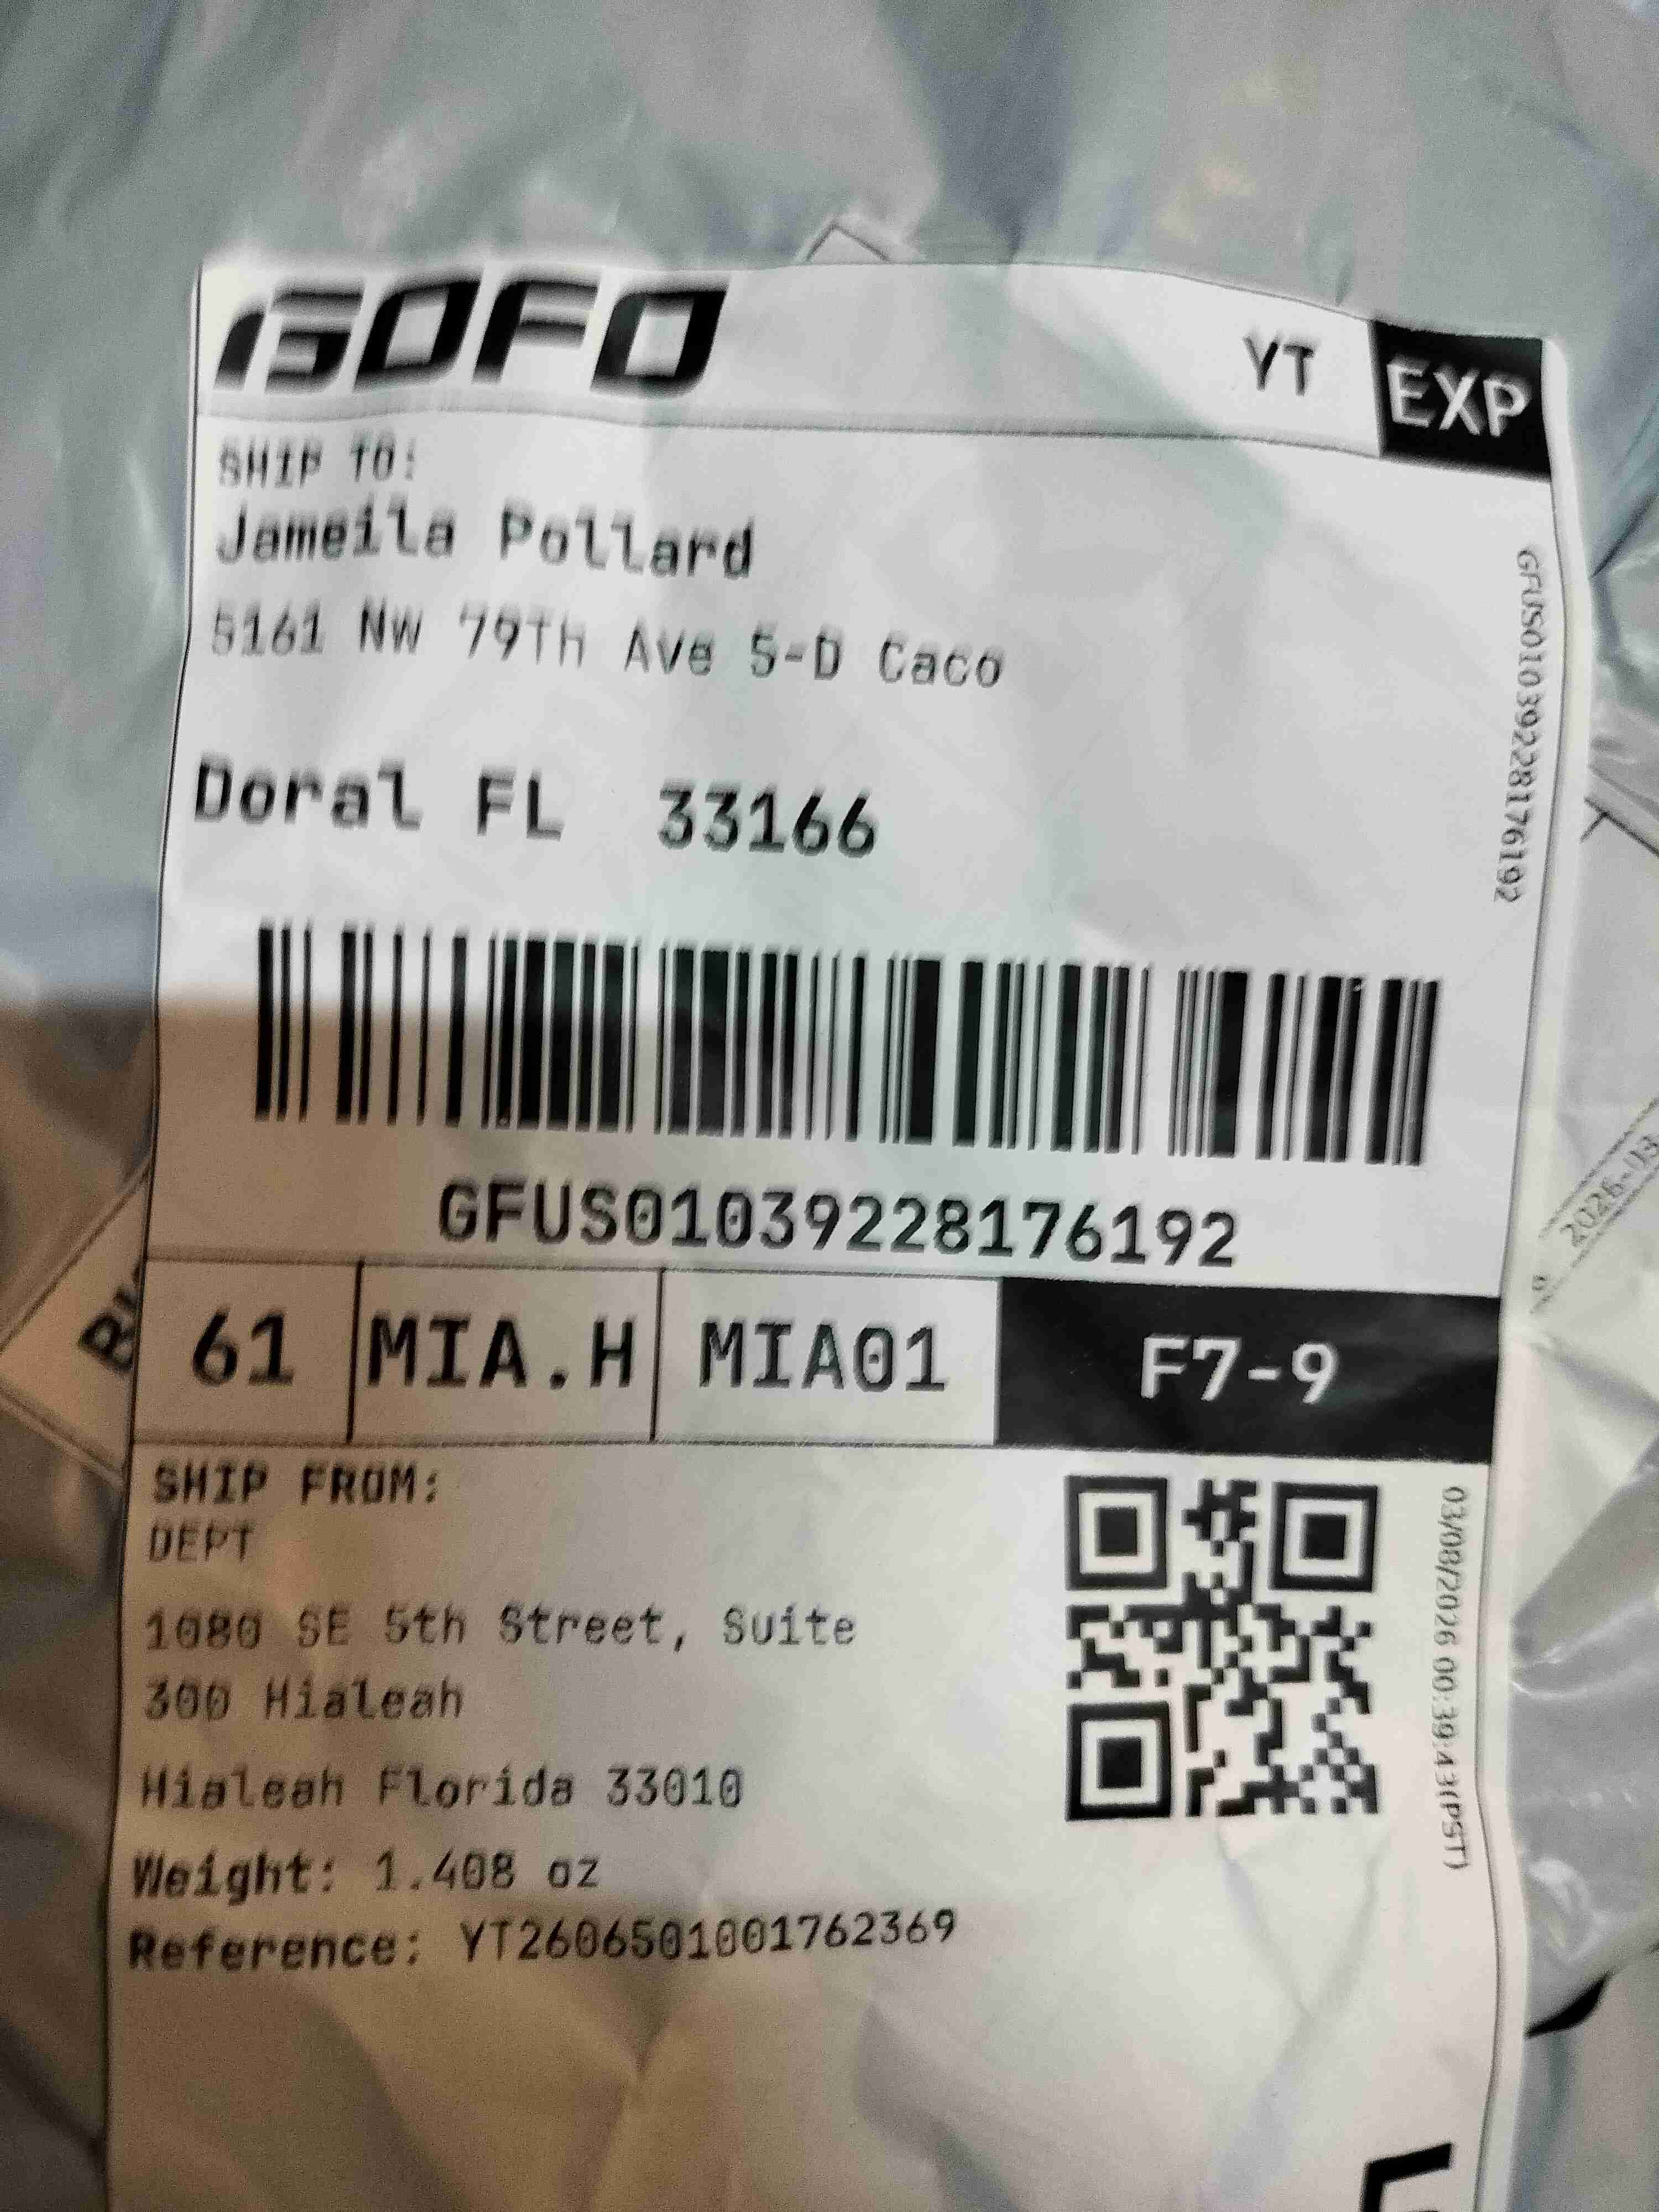 GOFO
YT EXP
SHIP TO:
Jameila Pollard
5161 NW 79Th Ave 5-D Caco
Doral FL 33166
GFUS01039228176192
GFUS01039228176192
61 MIA.H MIA01 F7-9
SHIP FROM:
DEPT
1080 SE 5th Street, Suite
300 Hialeah
Hialeah Florida 33010
Weight: 1.408 oz
Reference: YT2606501001762369
03/08/2026 00:39:43(PST)
2026-03